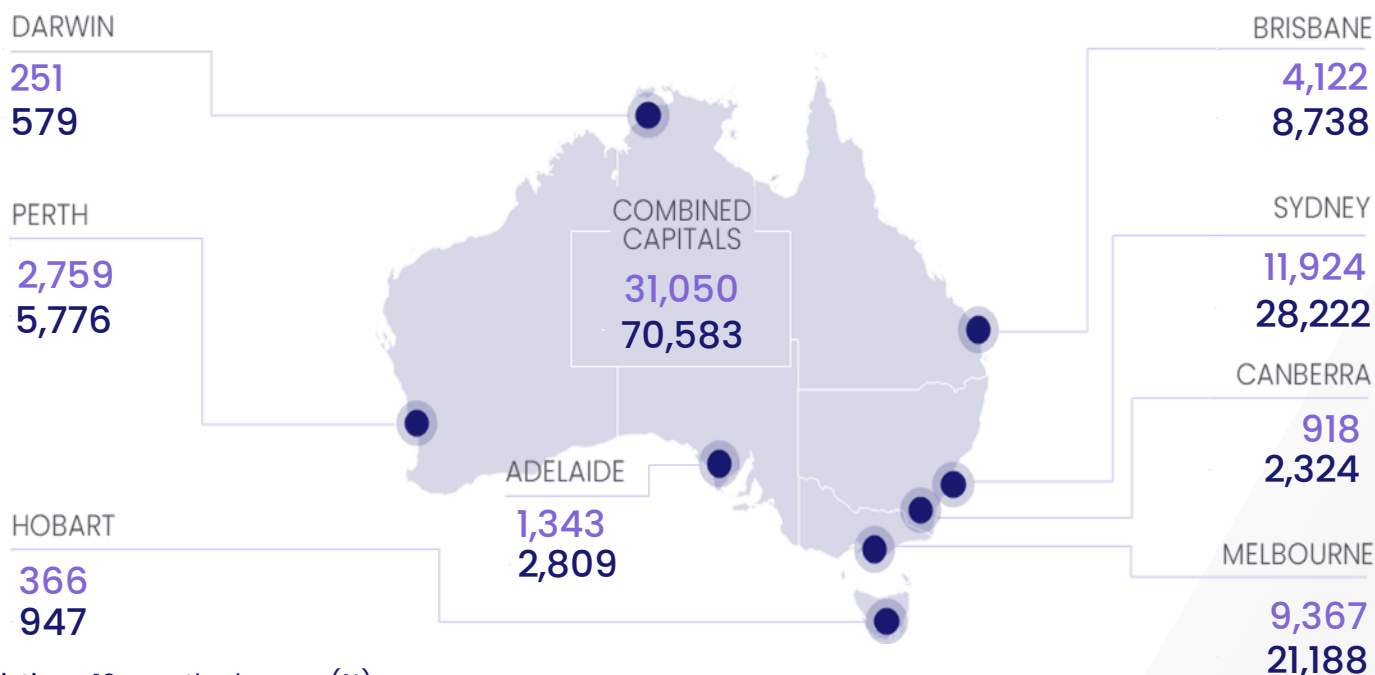 DARWIN
251
579
BRISBANE
4,122
8,738
PERTH
2,759
5,776
COMBINED
CAPITALS
31,050
70,583
SYDNEY
11,924
28,222
CANBERRA
918
2,324
ADELAIDE
1,343
2,809
HOBART
366
947
MELBOURNE
9,367
21,188